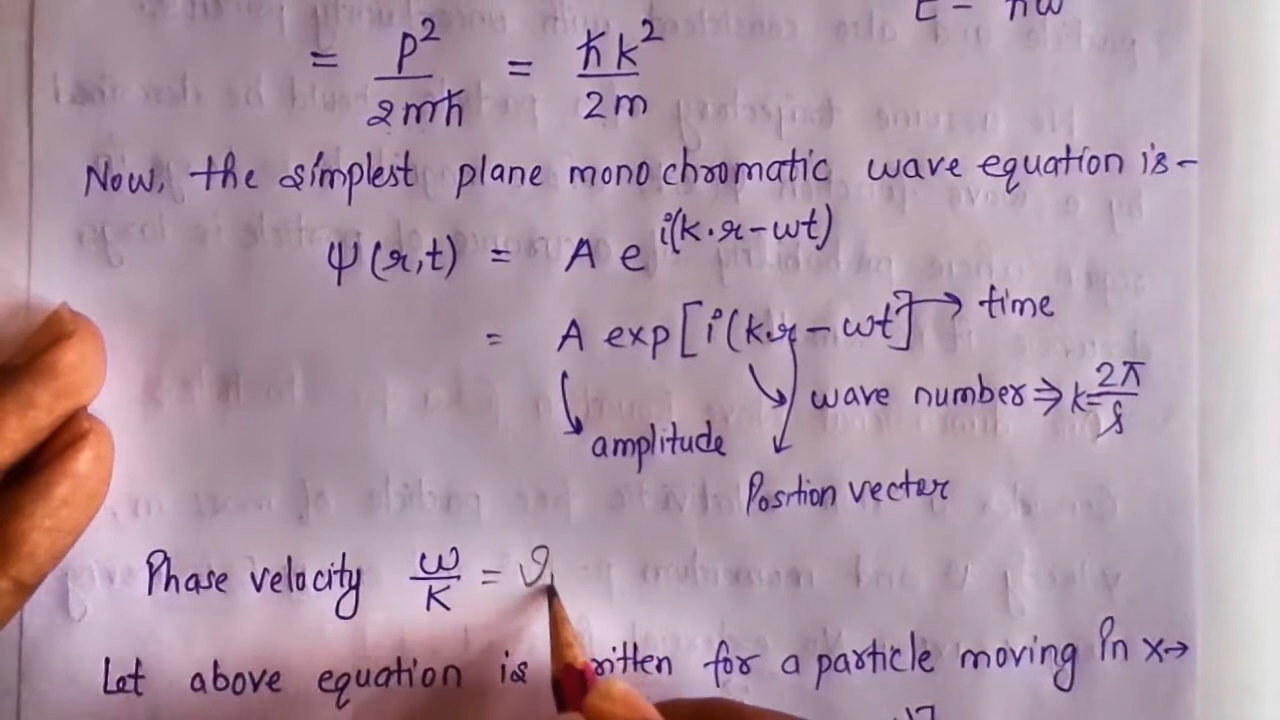 E = ħω
= p²/2mħ = ħk²/2m
Now, the simplest plane monochromatic wave equation is-
ψ(r,t) = A e^i(k·r-ωt)
= A exp[i(k.r-ωt] → time
wave number ⇒ k=2π/λ
amplitude
Position vector
Phase velocity ω/k = v
Let above equation is written for a particle moving in x→